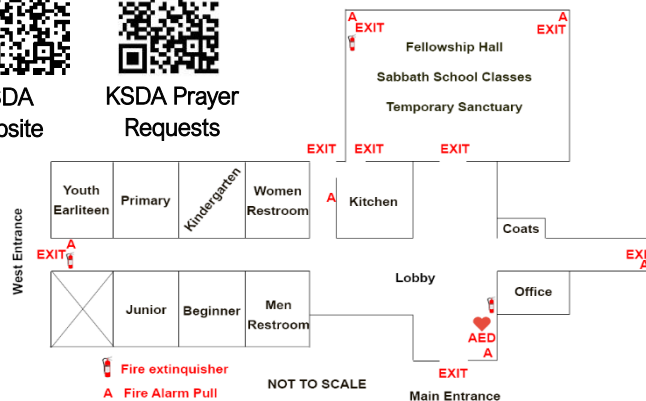 KSDA Prayer
Requests
A
EXIT
A
EXIT
Fellowship Hall
Sabbath School Classes
Temporary Sanctuary
EXIT
EXIT
EXIT
Youth
Earliteen
Primary
Kindergarten
Women
Restroom
A
Kitchen
Coats
West Entrance
A
EXIT
Lobby
A
Office
Junior
Beginner
Men
Restroom
AED
A
EXIT
Main Entrance
Fire extinguisher
A Fire Alarm Pull
NOT TO SCALE